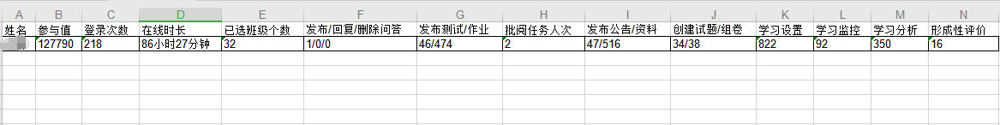 A B C D E F G H I J K L M N
姓名 参与值 登录次数 在线时长 已选班级个数 发布/回复/删除问答 发布测试/作业 批阅任务人次 发布公告/资料 创建试题/组卷 学习设置 学习监控 学习分析 形成性评价
127790 218 86小时27分钟 32 1/0/0 46/474 2 47/516 34/38 822 92 350 16